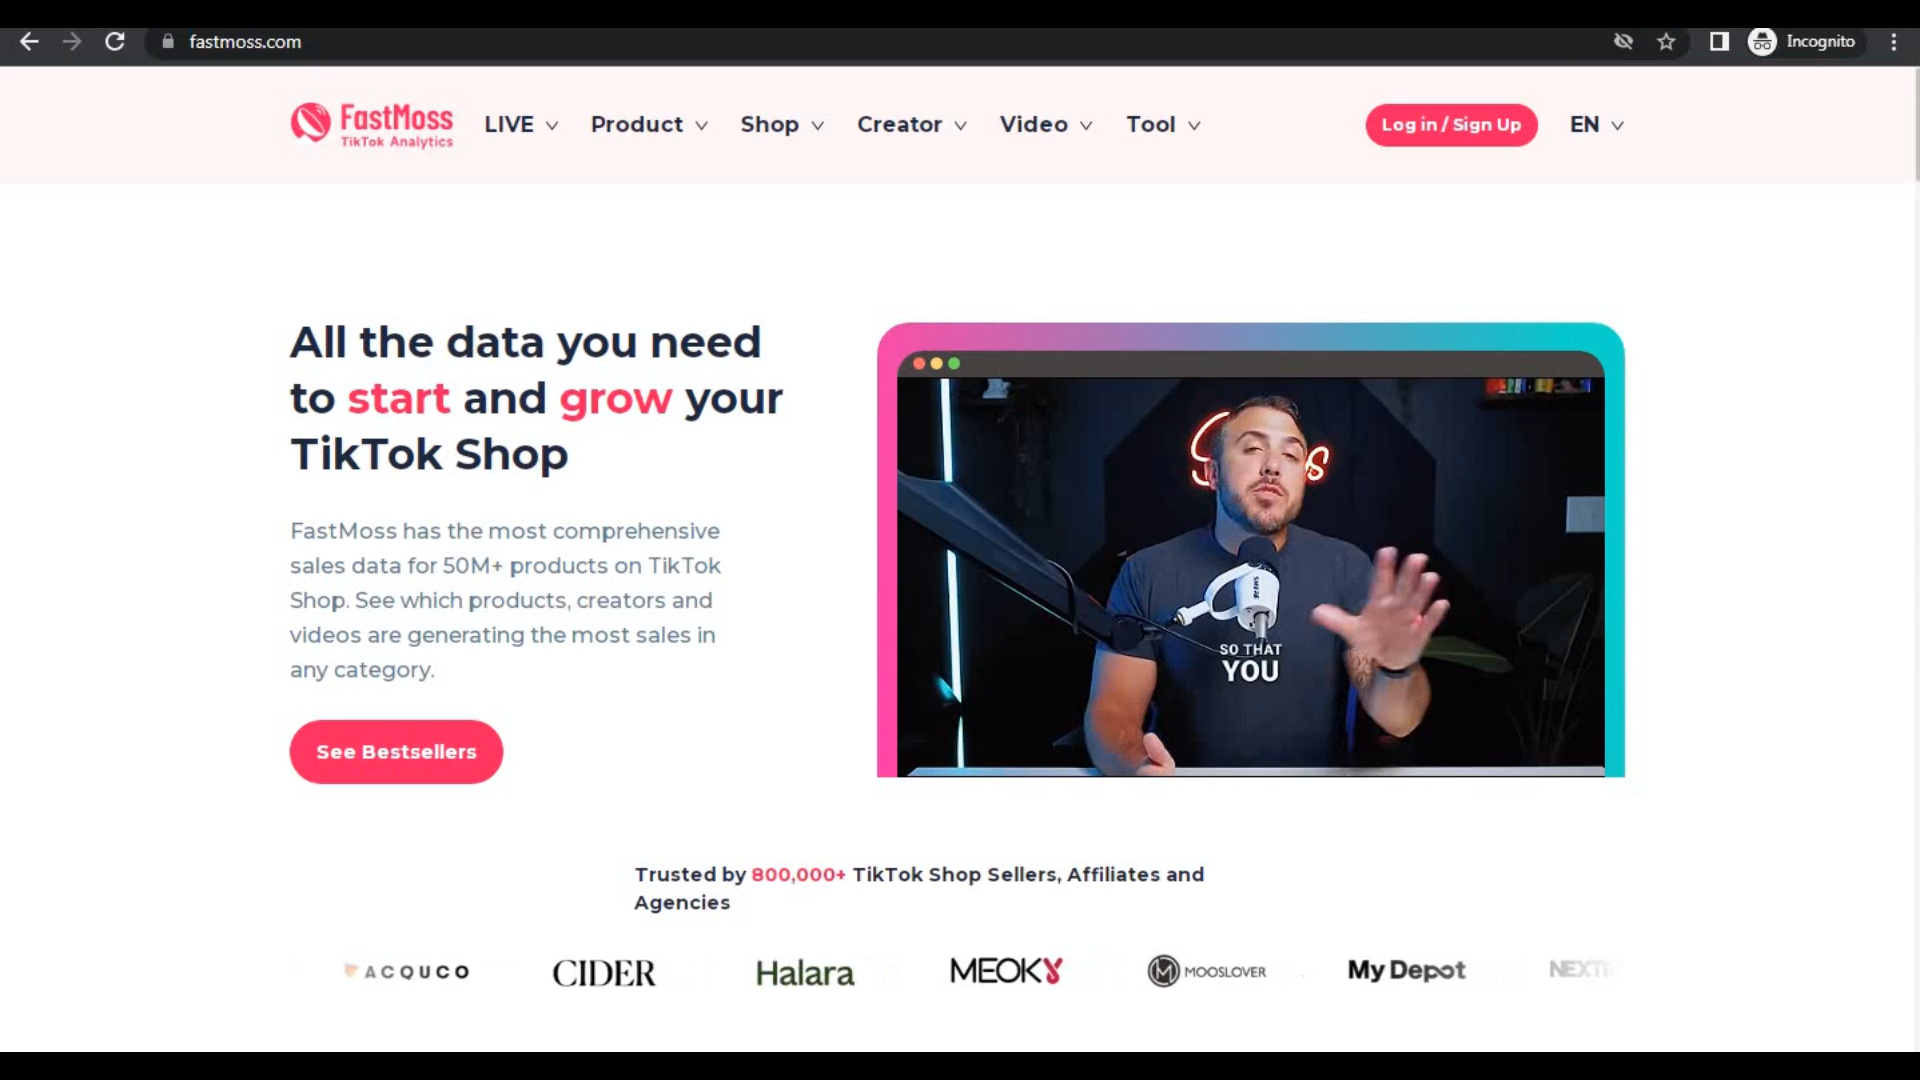 fastmoss.com
Incognito
FastMoss
TikTok Analytics
LIVE
Product
Shop
Creator
Video
Tool
Log in / Sign Up
EN
All the data you need
to start and grow your
TikTok Shop
FastMoss has the most comprehensive
sales data for 50M+ products on TikTok
Shop. See which products, creators and
videos are generating the most sales in
any category.
See Bestsellers
SO THAT
YOU
Trusted by 800,000+ TikTok Shop Sellers, Affiliates and
Agencies
ACQUCO
CIDER
Halara
MEOKY
MOOSLOVER
My Depot